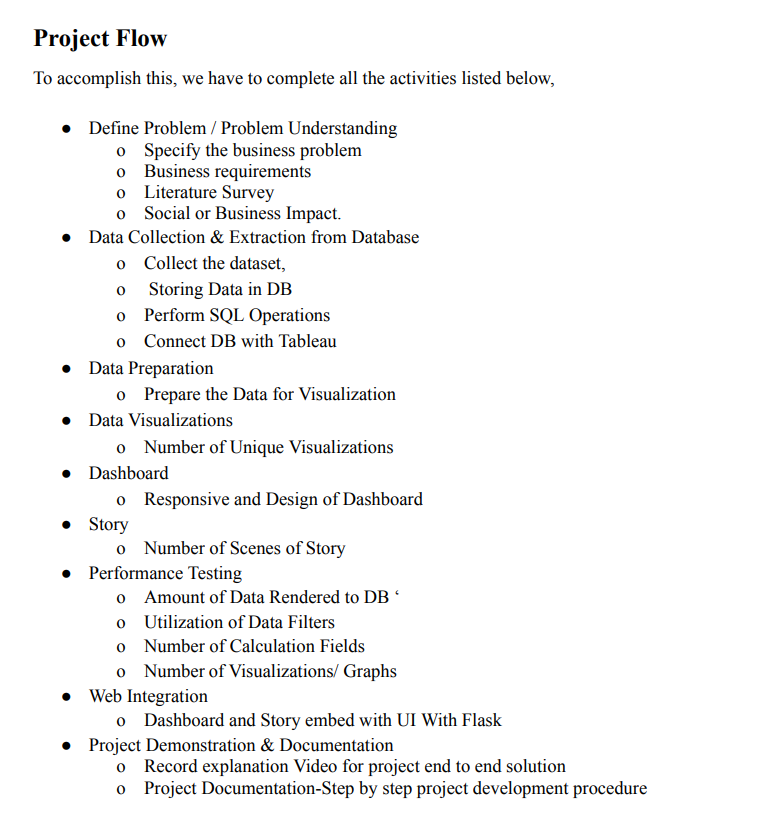 Project Flow
To accomplish this, we have to complete all the activities listed below,
● Define Problem / Problem Understanding
o Specify the business problem
o Business requirements
o Literature Survey
o Social or Business Impact.
● Data Collection & Extraction from Database
o Collect the dataset,
o Storing Data in DB
o Perform SQL Operations
o Connect DB with Tableau
● Data Preparation
o Prepare the Data for Visualization
● Data Visualizations
o Number of Unique Visualizations
● Dashboard
o Responsive and Design of Dashboard
● Story
o Number of Scenes of Story
● Performance Testing
o Amount of Data Rendered to DB ‘
o Utilization of Data Filters
o Number of Calculation Fields
o Number of Visualizations/ Graphs
● Web Integration
o Dashboard and Story embed with UI With Flask
● Project Demonstration & Documentation
o Record explanation Video for project end to end solution
o Project Documentation-Step by step project development procedure